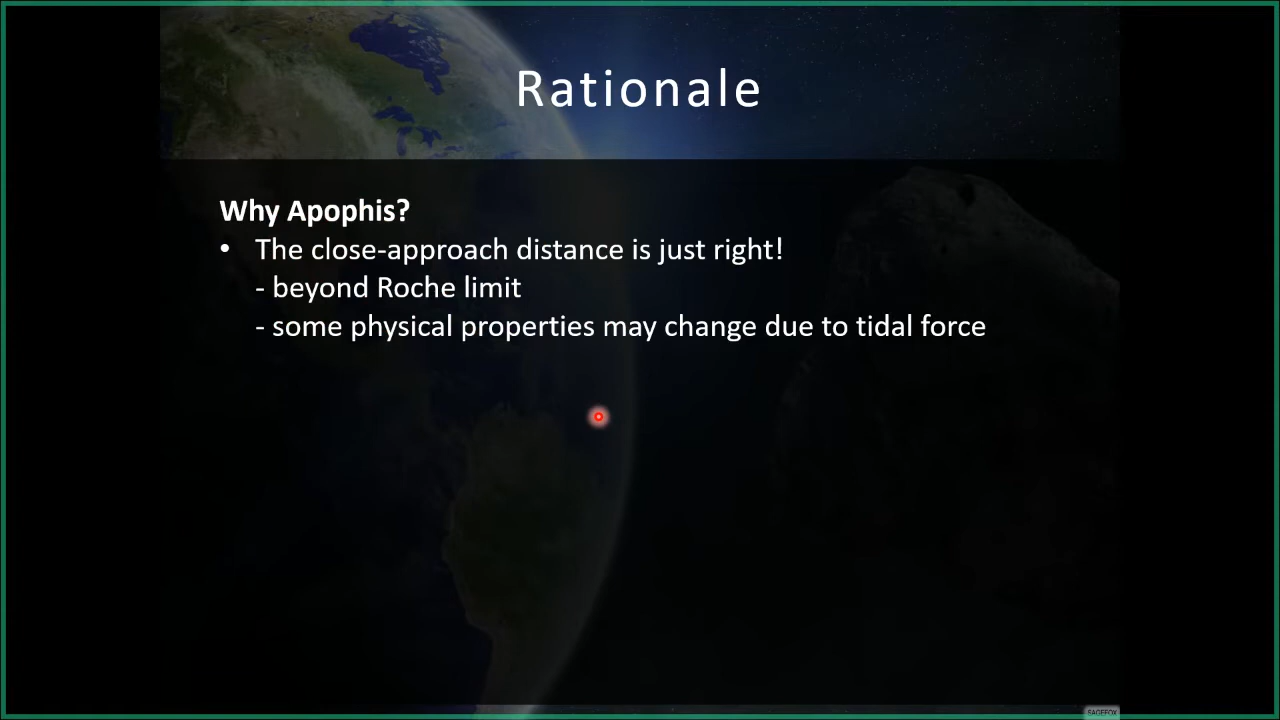 Rationale
Why Apophis?
• The close-approach distance is just right!
- beyond Roche limit
- some physical properties may change due to tidal force
EAGEFOX